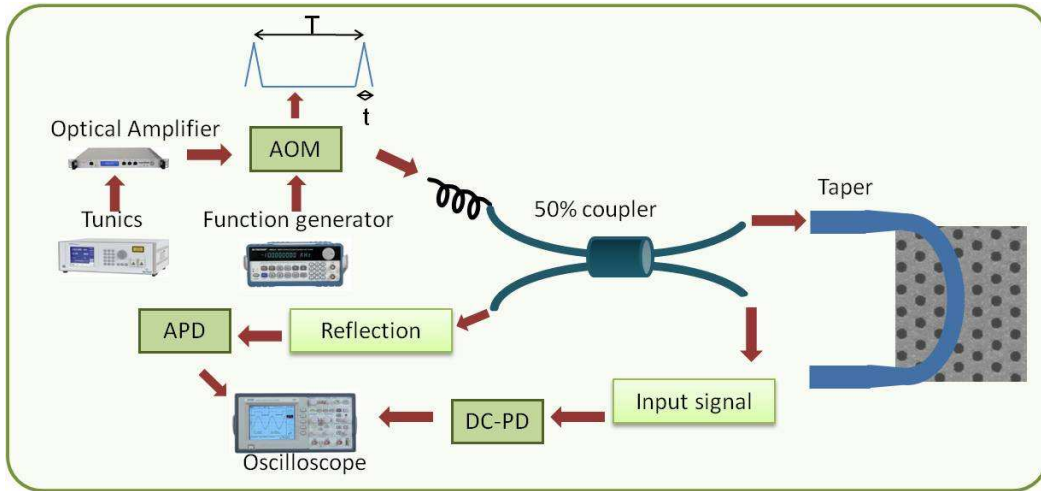 T
t
Optical Amplifier
AOM
Tunics
Function generator
50% coupler
Taper
APD
Reflection
Input signal
DC-PD
Oscilloscope